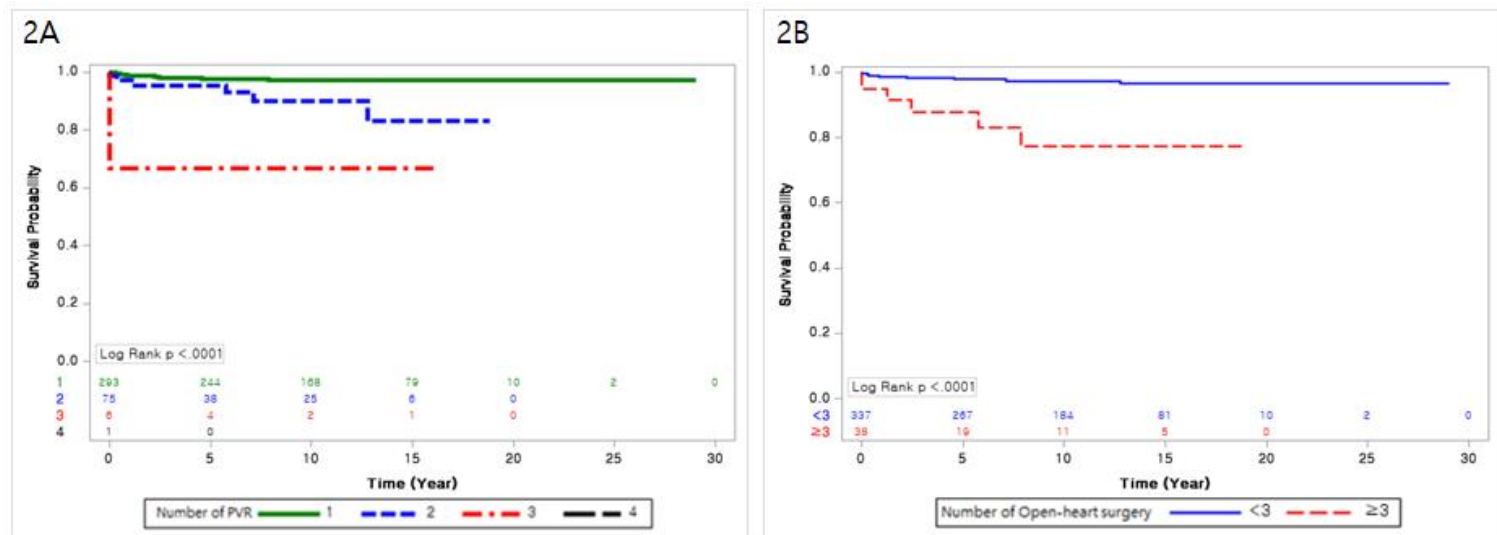 2A
1.0
0.8
0.6
0.4
0.2
0.0
Survival Probability
Log Rank p <.0001
1 293 244 168 79 10 2 0
2 75 38 25 6 0
3 6 4 2 1 0
4 1 0
0 5 10 15 20 25 30
Time (Year)
Number of PVR 1 2 3 4
2B
1.0
0.8
0.6
0.4
0.2
0.0
Survival Probability
Log Rank p <.0001
<3 337 267 184 81 10 2 0
≥3 38 19 11 5 0
0 5 10 15 20 25 30
Time (Year)
Number of Open-heart surgery <3 ≥3